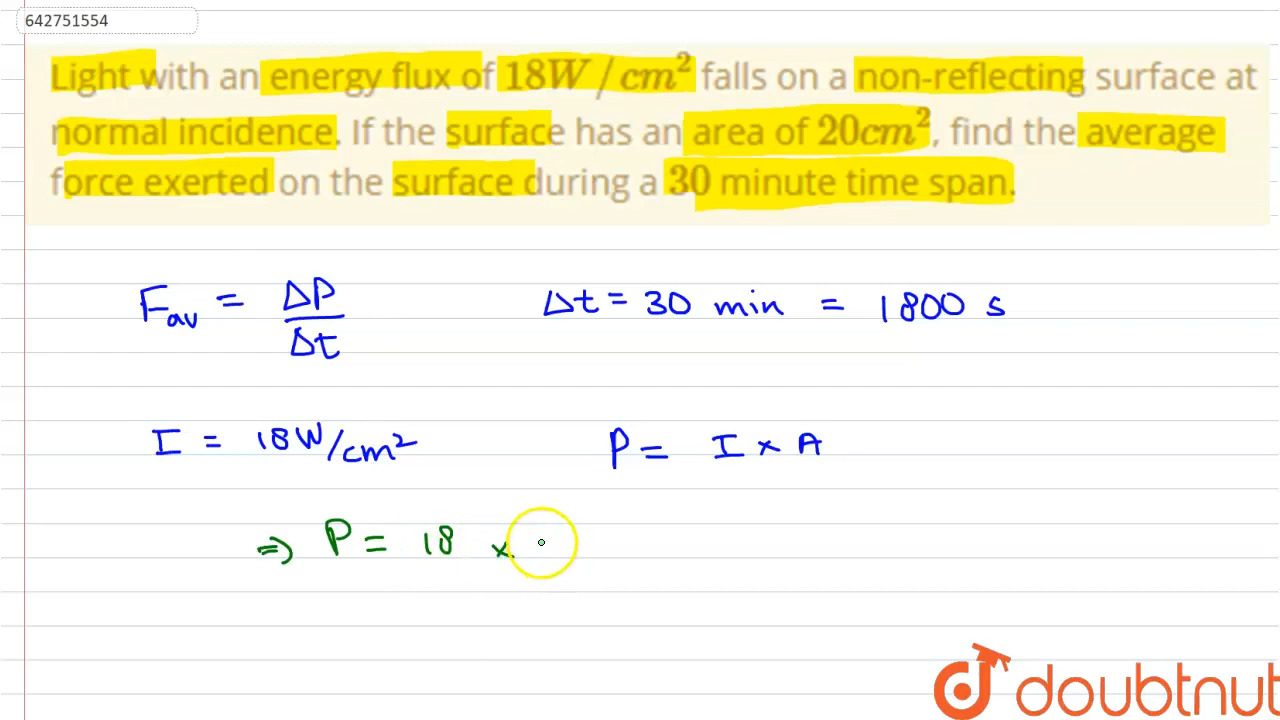 642751554
Light with an energy flux of 18W/cm² falls on a non-reflecting surface at
normal incidence. If the surface has an area of 20cm², find the average
force exerted on the surface during a 30 minute time span.
Fav = ΔP/Δt Δt = 30 min = 1800 s
I = 18W/cm² P = I × A
⇒ P = 18 ×
doubtnut